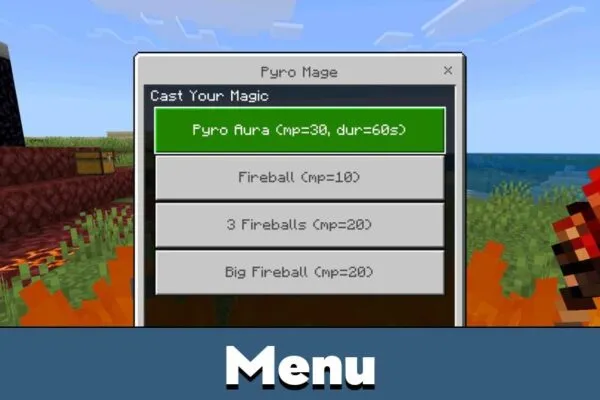 Pyro Mage
Cast Your Magic
Pyro Aura (mp=30, dur=60s)
Fireball (mp=10)
3 Fireballs (mp=20)
Big Fireball (mp=20)
Menu